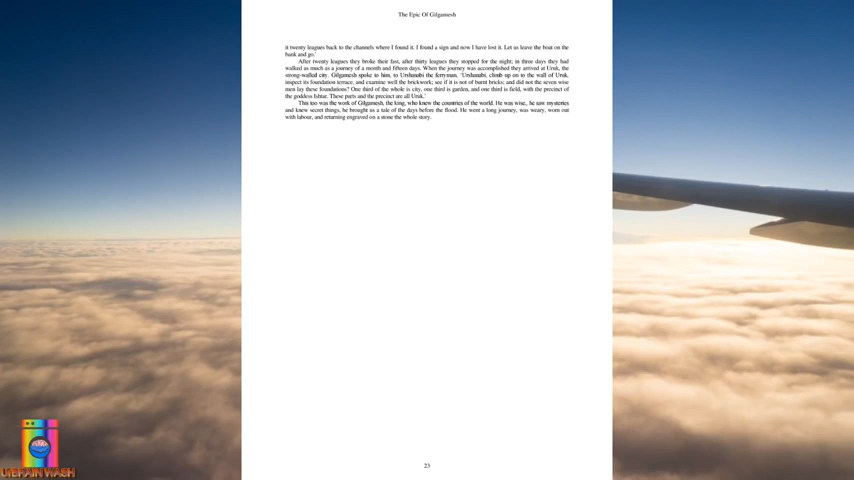 The Epic Of Gilgamesh
it twenty leagues back to the channels where I found it. I found a sign and now I have lost it. Let us leave the boat on the
bank and go.'
After twenty leagues they broke their fast, after thirty leagues they stopped for the night; in three days they had
walked as much as a journey of a month and fifteen days. When the journey was accomplished they arrived at Uruk, the
strong-walled city. Gilgamesh spoke to him, to Urshanabi the ferryman, 'Urshanabi, climb up on to the wall of Uruk,
inspect its foundation terrace, and examine well the brickwork; see if it is not of burnt bricks; and did not the seven wise
men lay these foundations? One third of the whole is city, one third is garden, and one third is field, with the precinct of
the goddess Ishtar. These parts and the precinct are all Uruk.'
This too was the work of Gilgamesh, the king, who knew the countries of the world. He was wise, he saw mysteries
and knew secret things, he brought us a tale of the days before the flood. He went a long journey, was weary, worn out
with labour, and returning engraved on a stone the whole story.
23